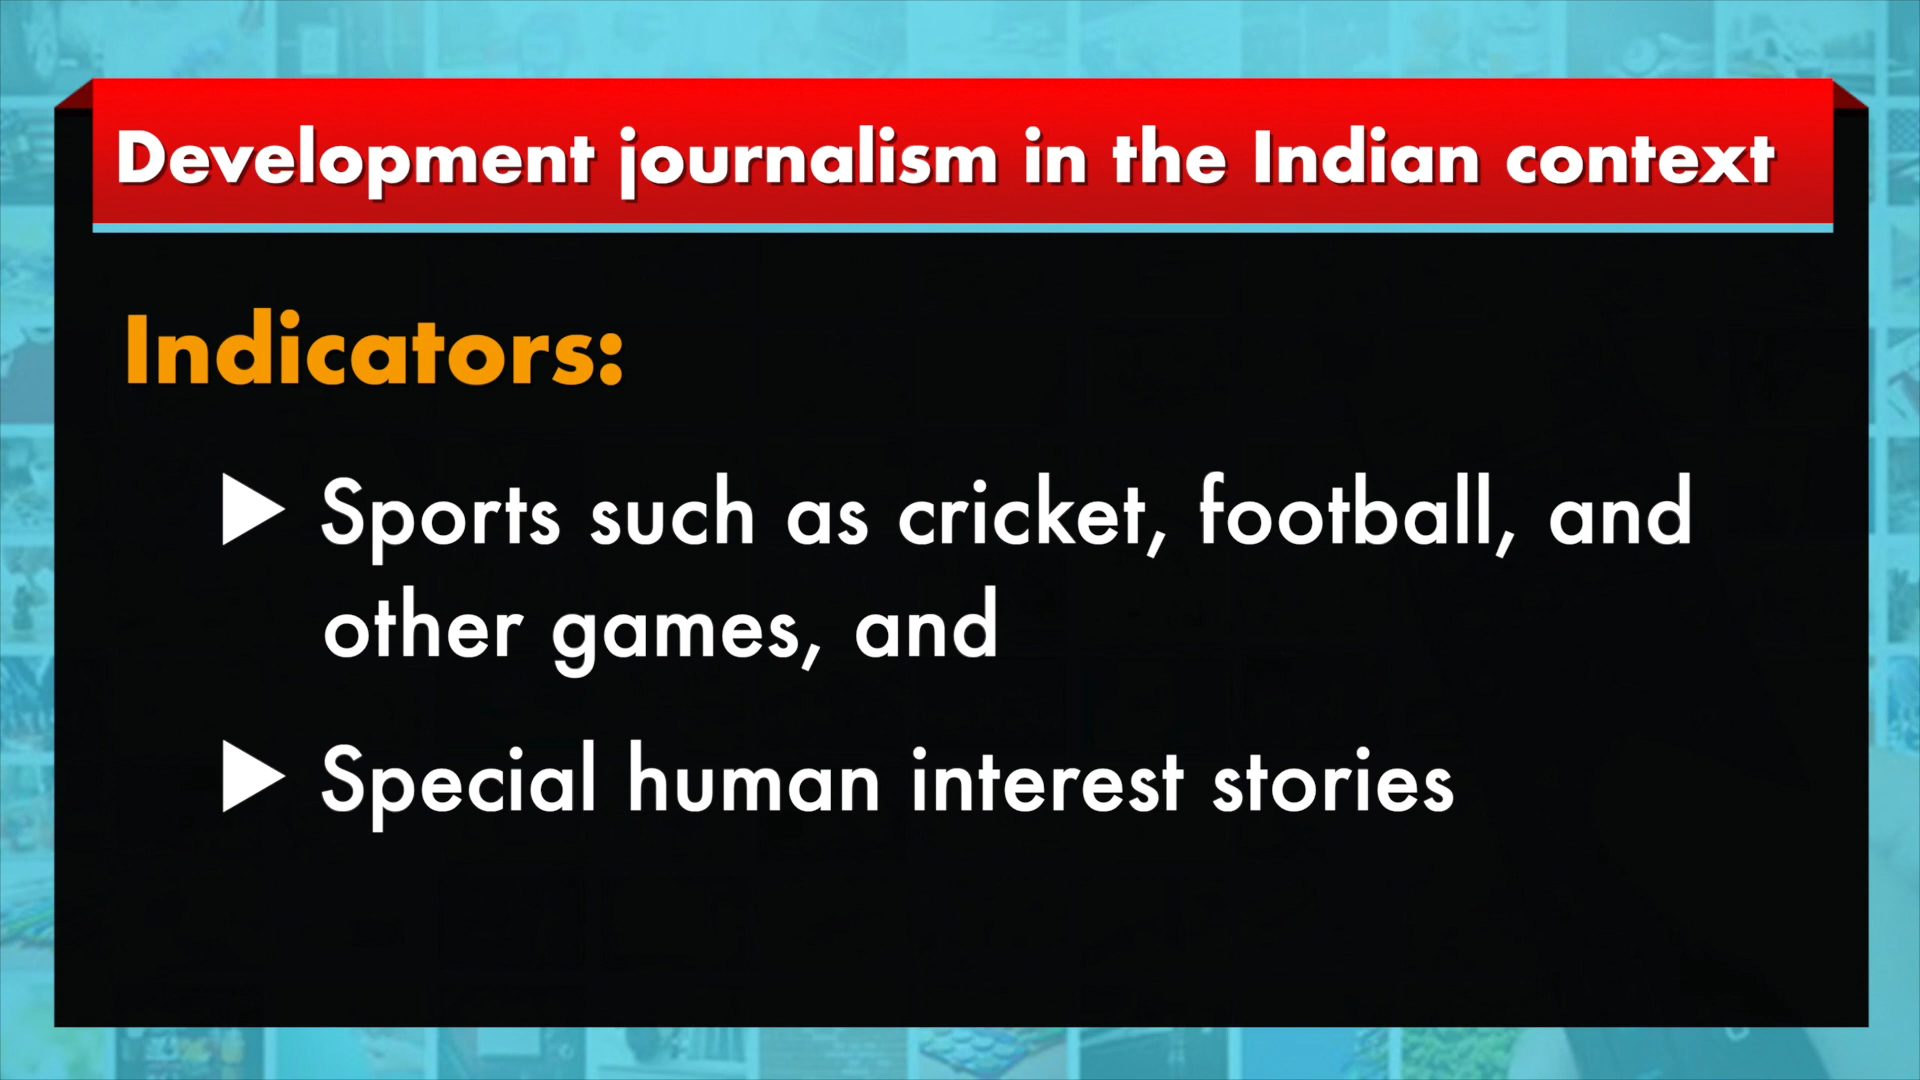 Development journalism in the Indian context
Indicators:
▶ Sports such as cricket, football, and
other games, and
▶ Special human interest stories